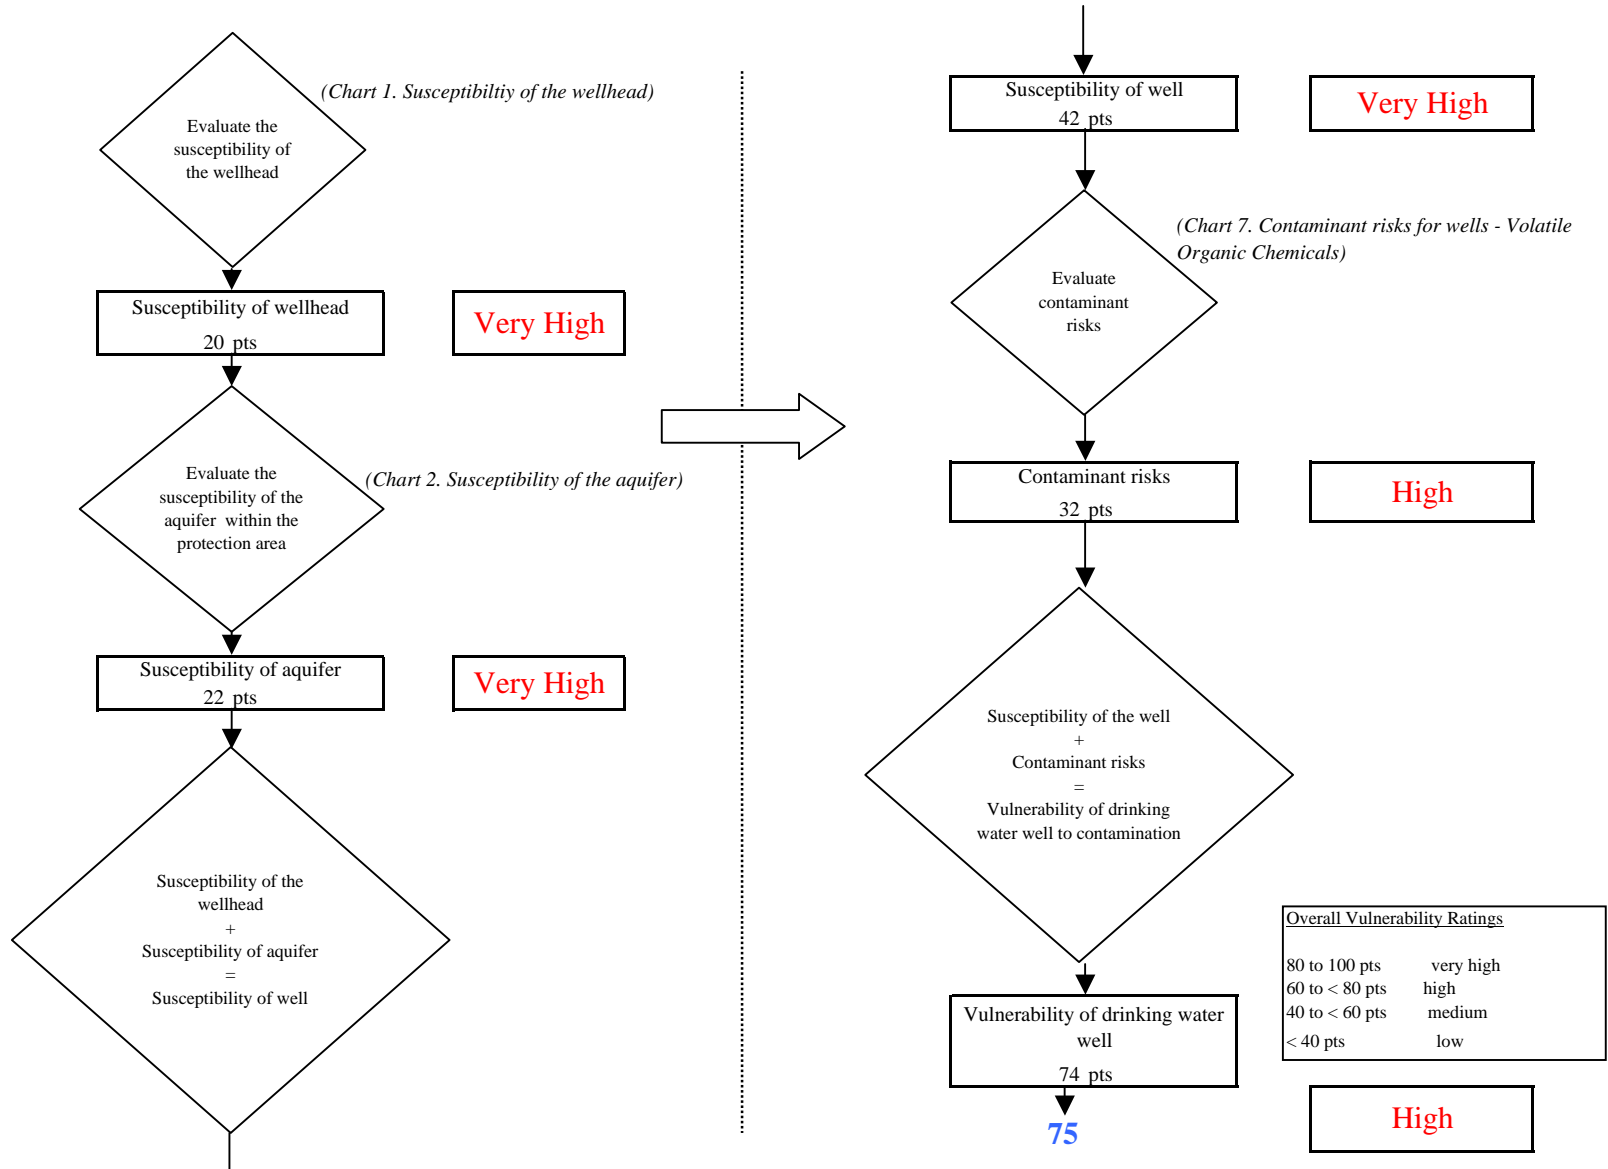 (Chart 1. Susceptibiltiy of the wellhead)
Evaluate the
susceptibility of
the wellhead
Susceptibility of wellhead
20 pts
Very High
Evaluate the
susceptibility of the
aquifer within the
protection area
(Chart 2. Susceptibility of the aquifer)
Susceptibility of aquifer
22 pts
Very High
Susceptibility of the
wellhead
+
Susceptibility of aquifer
=
Susceptibility of well
Susceptibility of well
42 pts
Very High
(Chart 7. Contaminant risks for wells - Volatile
Organic Chemicals)
Evaluate
contaminant
risks
Contaminant risks
32 pts
High
Susceptibility of the well
+
Contaminant risks
=
Vulnerability of drinking
water well to contamination
Overall Vulnerability Ratings
80 to 100 pts very high
60 to < 80 pts high
40 to < 60 pts medium
< 40 pts low
Vulnerability of drinking water
well
74 pts
75
High